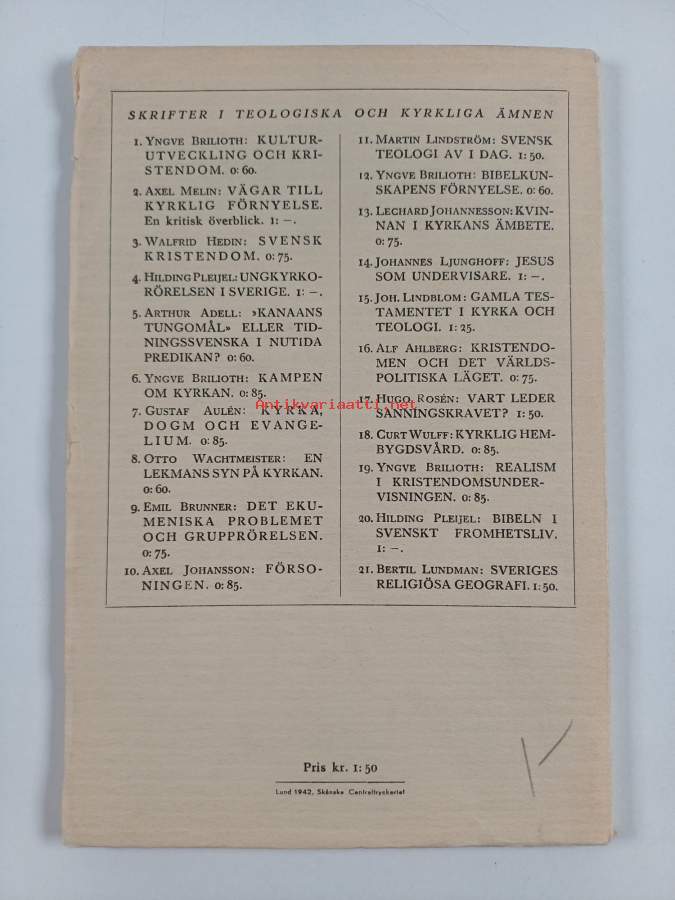 SKRIFTER I TEOLOGISKA OCH KYRKLIGA ÄMNEN
1. YNGVE BRILIOTH: KULTUR-
UTVECKLING OCH KRI-
STENDOM. 0: 60.
2. AXEL MELIN: VÄGAR TILL
KYRKLIG FÖRNYELSE.
En kritisk överblick. 1: –.
3. WALFRID HEDIN: SVENSK
KRISTENDOM. 0: 75.
4. HILDING PLEIJEL: UNGKYRKO-
RÖRELSEN I SVERIGE. 1: –.
5. ARTHUR ADELL: »KANAANS
TUNGOMÅL» ELLER TID-
NINGSSVENSKA I NUTIDA
PREDIKAN? 0: 60.
6. YNGVE BRILIOTH: KAMPEN
OM KYRKAN. 0: 85.
7. GUSTAF AULÉN: KYRKA,
DOGM OCH EVANGE-
LIUM. 0: 85.
8. OTTO WACHTMEISTER: EN
LEKMANS SYN PÅ KYRKAN.
0: 60.
9. EMIL BRUNNER: DET EKU-
MENISKA PROBLEMET
OCH GRUPPRÖRELSEN.
0: 75.
10. AXEL JOHANSSON: FÖRSO-
NINGEN. 0: 85.
11. MARTIN LINDSTRÖM: SVENSK
TEOLOGI AV I DAG. 1: 50.
12. YNGVE BRILIOTH: BIBELKUN-
SKAPENS FÖRNYELSE. 0: 60.
13. LECHARD JOHANNESSON: KVIN-
NAN I KYRKANS ÄMBETE.
0: 75.
14. JOHANNES LJUNGHOFF: JESUS
SOM UNDERVISARE. 1: –.
15. JOH. LINDBLOM: GAMLA TES-
TAMENTET I KYRKA OCH
TEOLOGI. 1: 25.
16. ALF AHLBERG: KRISTENDO-
MEN OCH DET VÄRLDS-
POLITISKA LÄGET. 0: 75.
17. HUGO ROSÉN: VART LEDER
SANNINGSKRAVET? 1: 50.
18. CURT WULFF: KYRKLIG HEM-
BYGDSVÅRD. 0: 85.
19. YNGVE BRILIOTH: REALISM
I KRISTENDOMSUNDER-
VISNINGEN. 0: 85.
20. HILDING PLEIJEL: BIBELN I
SVENSKT FROMHETSLIV.
1: –.
21. BERTIL LUNDMAN: SVERIGES
RELIGIÖSA GEOGRAFI. 1: 50.
Antikvariaatti.net
Pris kr. 1: 50
Lund 1942, Skånska Centraltryckeriet